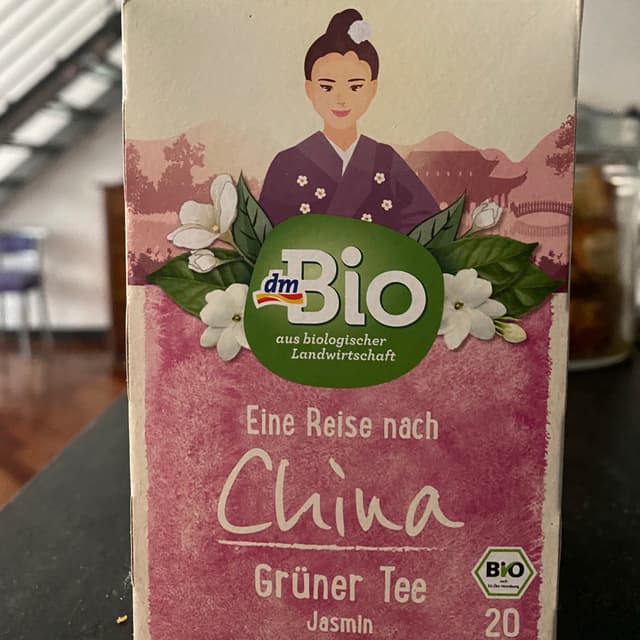 dm
Bio
aus biologischer
Landwirtschaft
Eine Reise nach
China
Grüner Tee
Jasmin
BIO
20